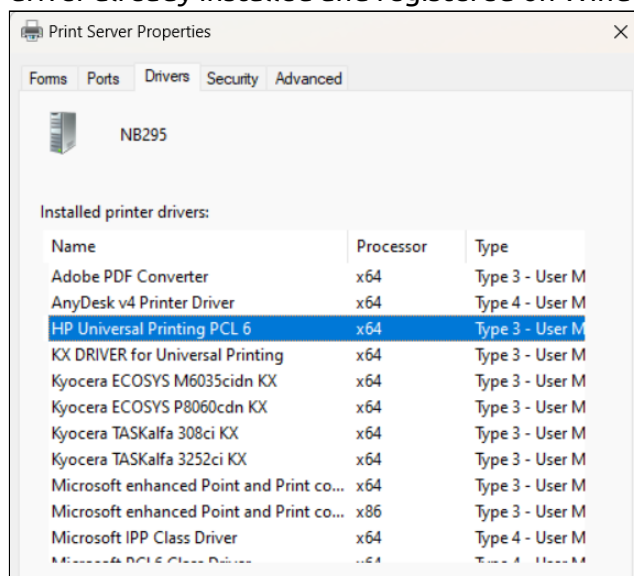 Print Server Properties
Forms Ports Drivers Security Advanced
NB295
Installed printer drivers:
Name Processor Type
Adobe PDF Converter x64 Type 3 - User M
AnyDesk v4 Printer Driver x64 Type 4 - User M
HP Universal Printing PCL 6 x64 Type 3 - User M
KX DRIVER for Universal Printing x64 Type 3 - User M
Kyocera ECOSYS M6035cidn KX x64 Type 3 - User M
Kyocera ECOSYS P8060cdn KX x64 Type 3 - User M
Kyocera TASKalfa 308ci KX x64 Type 3 - User M
Kyocera TASKalfa 3252ci KX x64 Type 3 - User M
Microsoft enhanced Point and Print co... x64 Type 3 - User M
Microsoft enhanced Point and Print co... x86 Type 3 - User M
Microsoft IPP Class Driver x64 Type 4 - User M